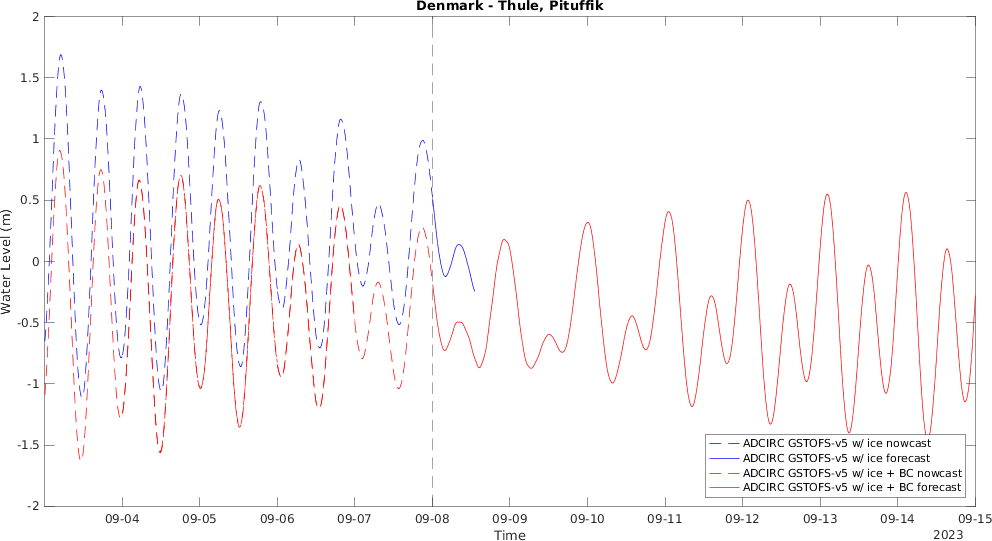 Denmark - Thule, Pituffik
Water Level (m)
2
1.5
1
0.5
0
-0.5
-1
-1.5
-2
ADCIRC GSTOFS-v5 w/ ice nowcast
ADCIRC GSTOFS-v5 w/ ice forecast
ADCIRC GSTOFS-v5 w/ ice + BC nowcast
ADCIRC GSTOFS-v5 w/ ice + BC forecast
09-04 09-05 09-06 09-07 09-08 09-09 09-10 09-11 09-12 09-13 09-14 09-15
Time
2023